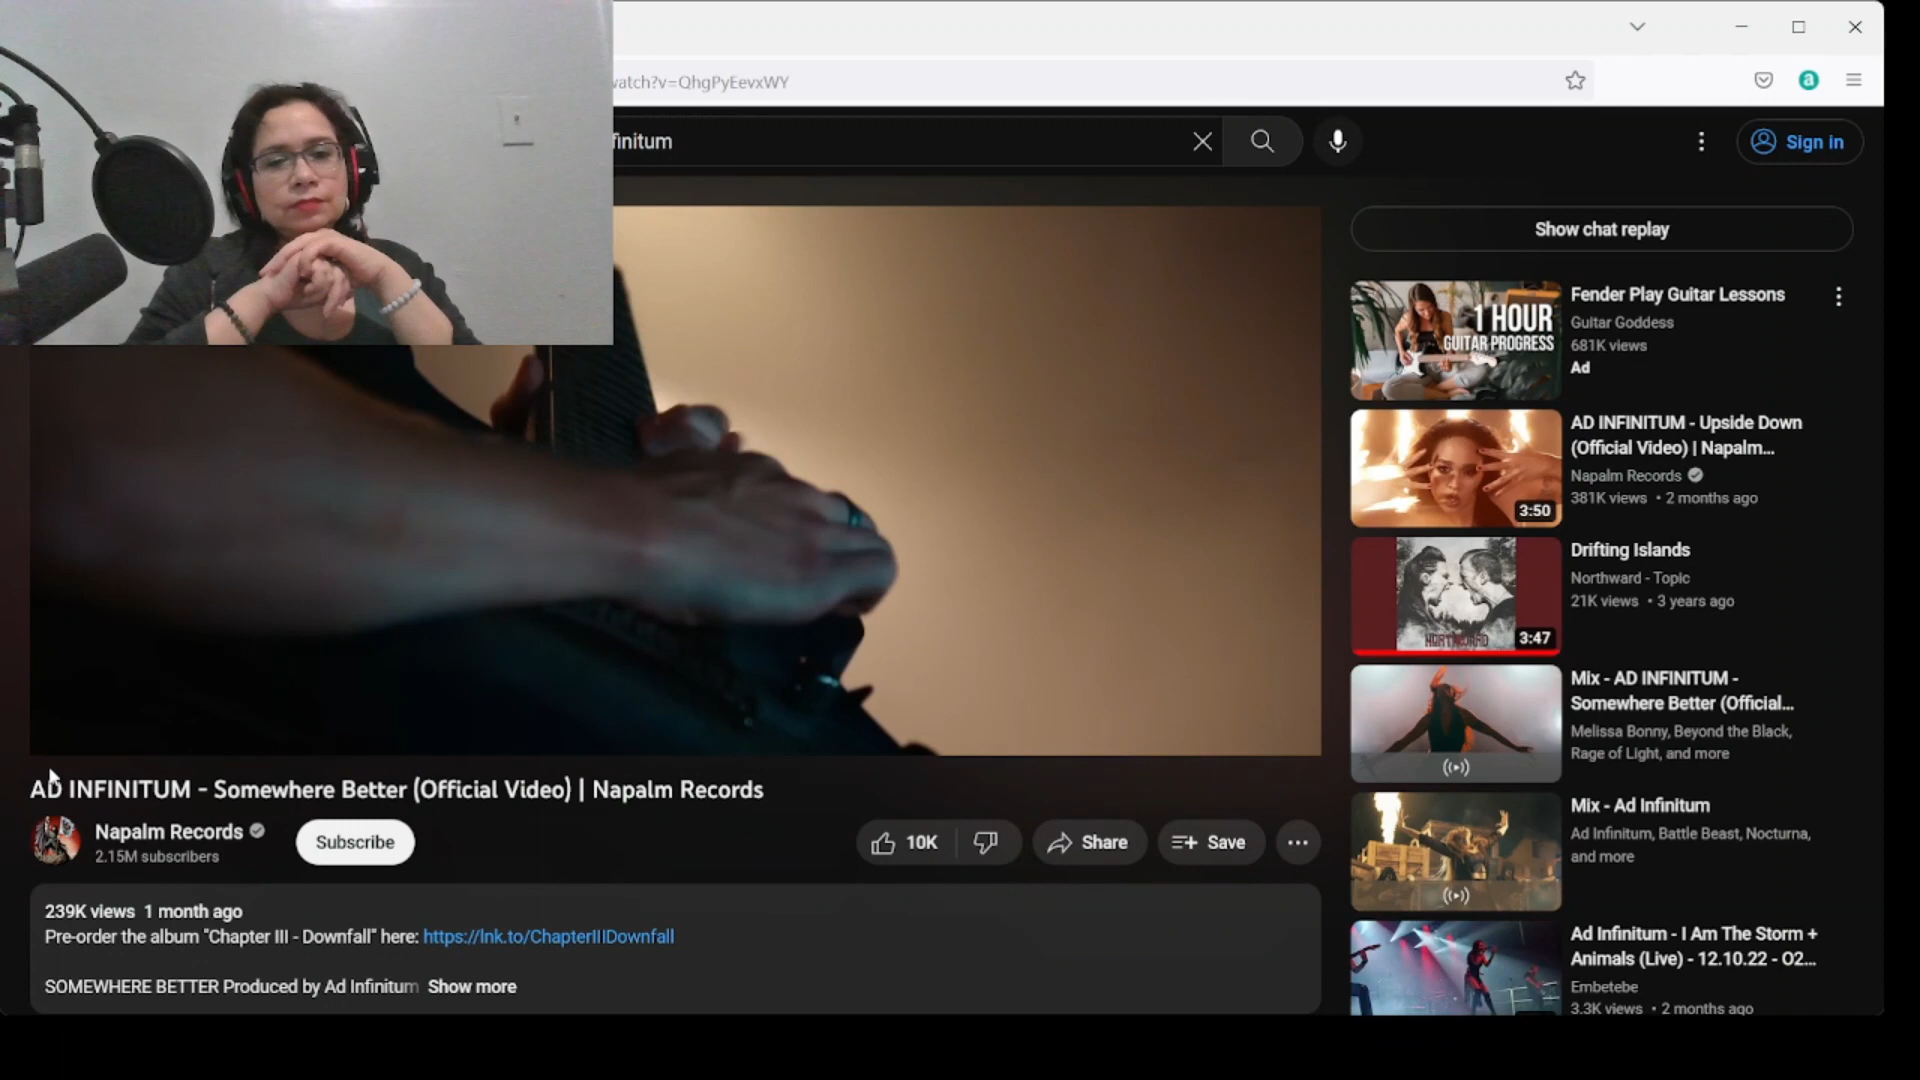 watch?v=QhgPyEevxWY
finitum
Sign in
Show chat replay
1 HOUR
GUITAR PROGRESS
Fender Play Guitar Lessons
Guitar Goddess
681K views
Ad
3:50
AD INFINITUM - Upside Down
(Official Video) | Napalm...
Napalm Records
381K views • 2 months ago
NORTHWARD
3:47
Drifting Islands
Northward - Topic
21K views • 3 years ago
Mix - AD INFINITUM -
Somewhere Better (Official...
Melissa Bonny, Beyond the Black,
Rage of Light, and more
Mix - Ad Infinitum
Ad Infinitum, Battle Beast, Nocturna,
and more
Ad Infinitum - I Am The Storm +
Animals (Live) - 12.10.22 - O2...
Embetebe
3.3K views • 2 months ago
AD INFINITUM - Somewhere Better (Official Video) | Napalm Records
Napalm Records
2.15M subscribers
Subscribe
10K
Share
Save
239K views 1 month ago
Pre-order the album "Chapter III - Downfall" here: https://lnk.to/ChapterIIIDownfall
SOMEWHERE BETTER Produced by Ad Infinitum Show more